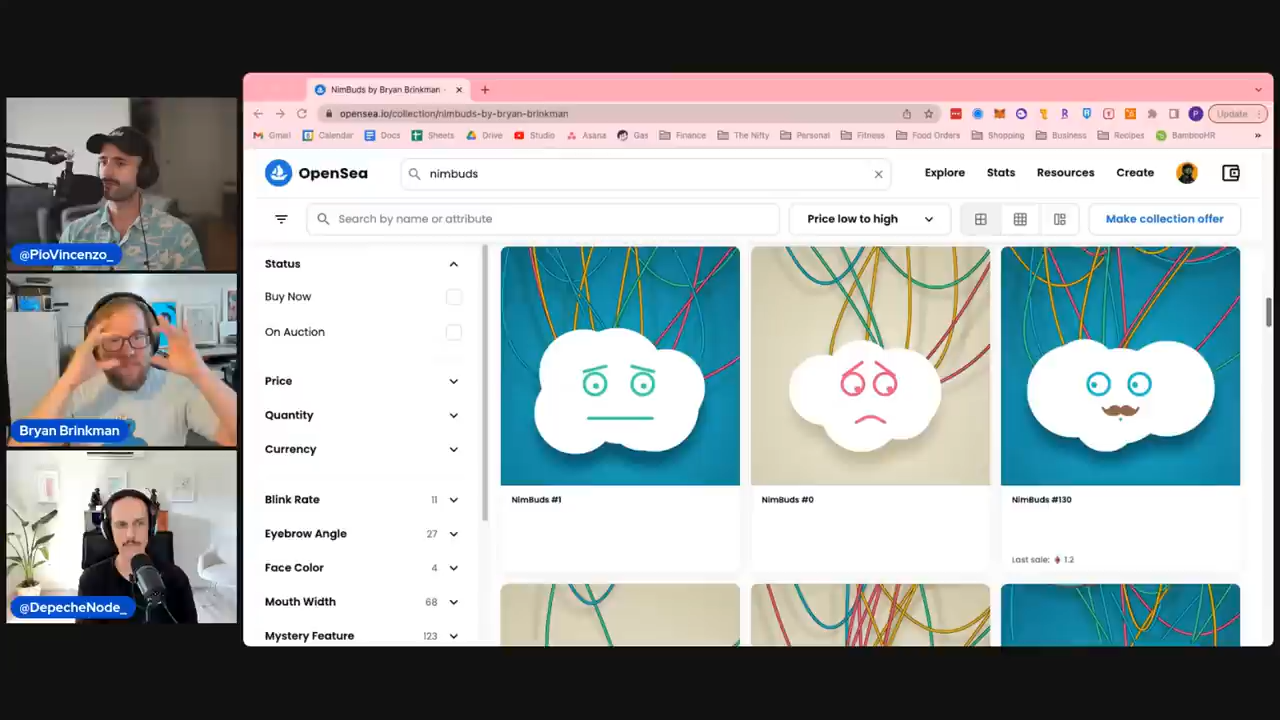 @PioVincenzo_
Bryan Brinkman
@DepecheNode_
NimBuds by Bryan Brinkman -
opensea.io/collection/nimbuds-by-bryan-brinkman
Update
Gmail Calendar Docs Sheets Drive Studio Asana Gas Finance The Nifty Personal Fitness Food Orders Shopping Business Recipes BambooHR »
OpenSea
nimbuds
Explore Stats Resources Create
Search by name or attribute
Price low to high
Make collection offer
Status
Buy Now
On Auction
Price
Quantity
Currency
Blink Rate 11
Eyebrow Angle 27
Face Color 4
Mouth Width 68
Mystery Feature 123
NimBuds #1
NimBuds #0
NimBuds #130
Last sale: 1.2